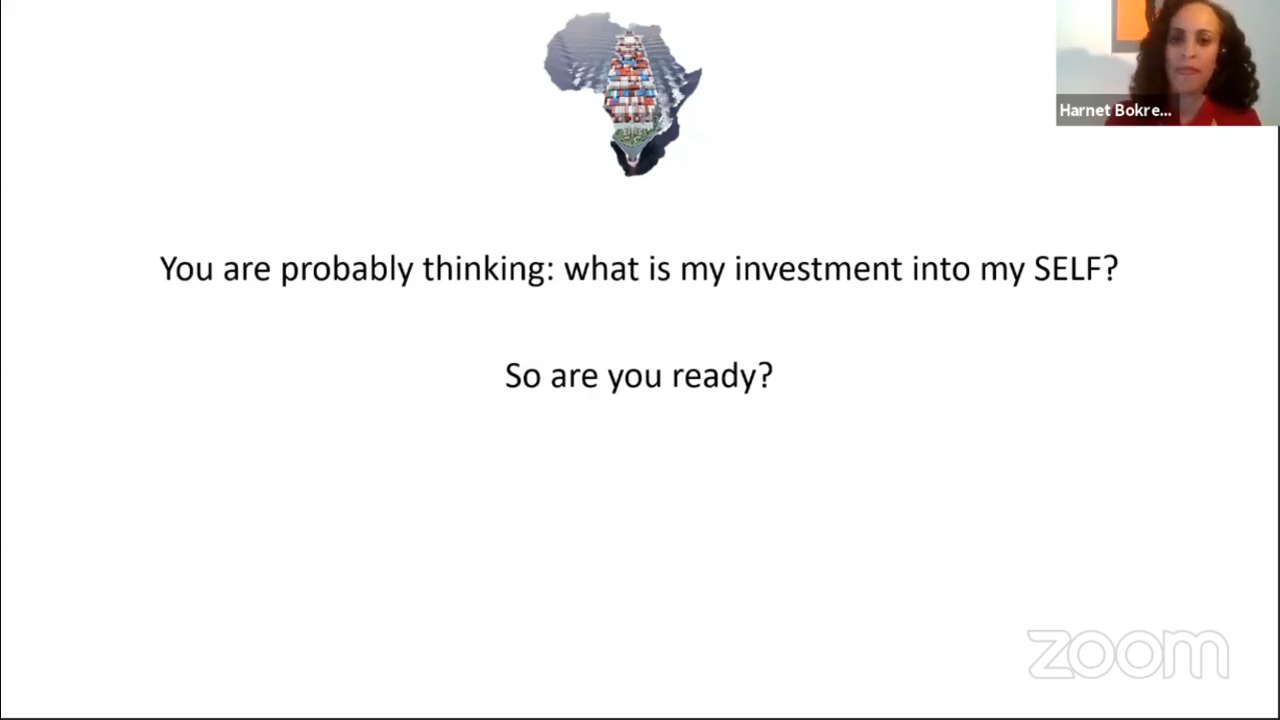 Harnet Bokre...
You are probably thinking: what is my investment into my SELF?
So are you ready?
zoom